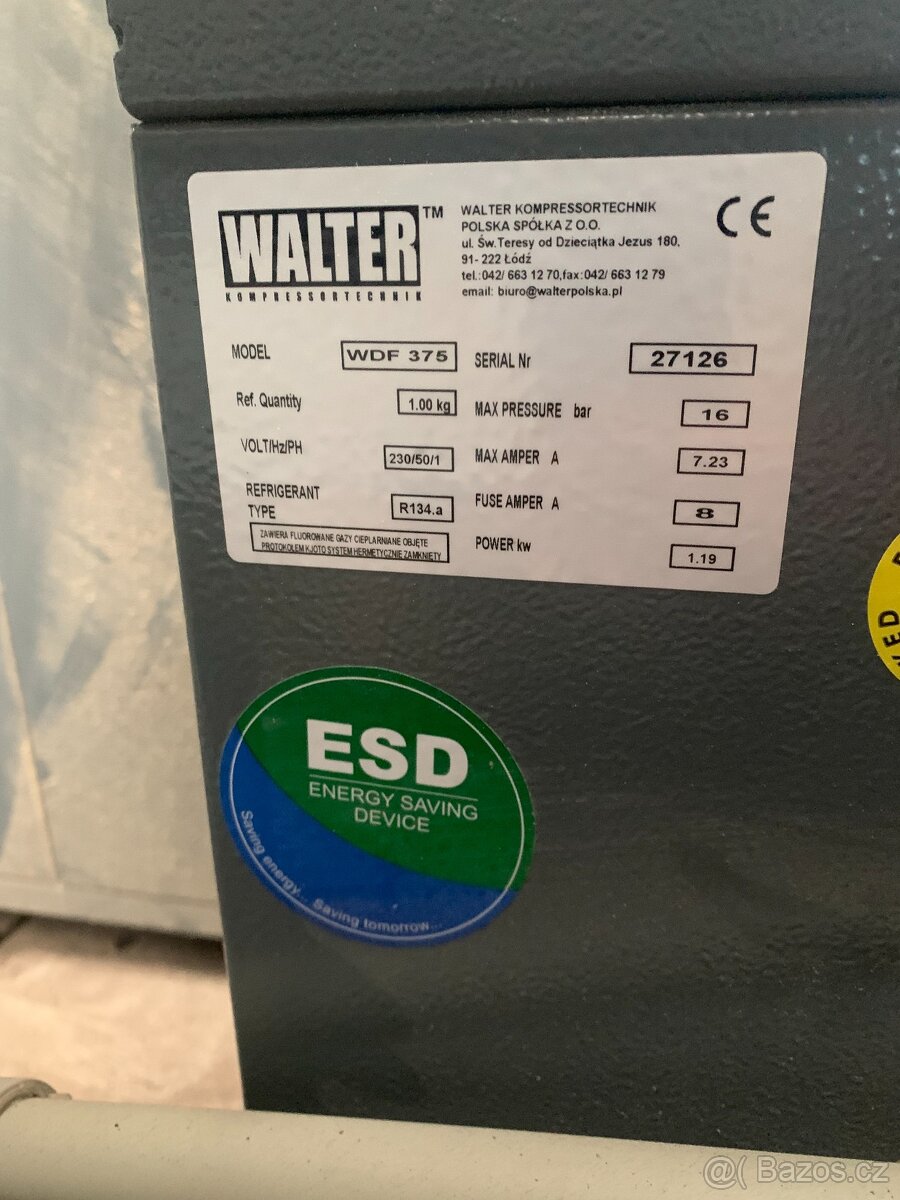 WALTER™
KOMPRESSORTECHNIK
WALTER KOMPRESSORTECHNIK
POLSKA SPÓŁKA Z O.O.
ul. Św.Teresy od Dzieciątka Jezus 180,
91- 222 Łódź
tel.:042/ 663 12 70,fax:042/ 663 12 79
email: biuro@walterpolska.pl
CE
MODEL WDF 375
Ref. Quantity 1.00 kg
VOLT/Hz/PH 230/50/1
REFRIGERANT
TYPE R134.a
ZAWIERA FLUOROWANE GAZY CIEPLARNIANE OBJĘTE
PROTOKOŁEM KJOTO SYSTEM HERMETYCZNIE ZAMKNIĘTY
SERIAL Nr 27126
MAX PRESSURE bar 16
MAX AMPER A 7.23
FUSE AMPER A 8
POWER kw 1.19
ESD
ENERGY SAVING
DEVICE
Saving energy... Saving tomorrow...
@( Bazos.cz